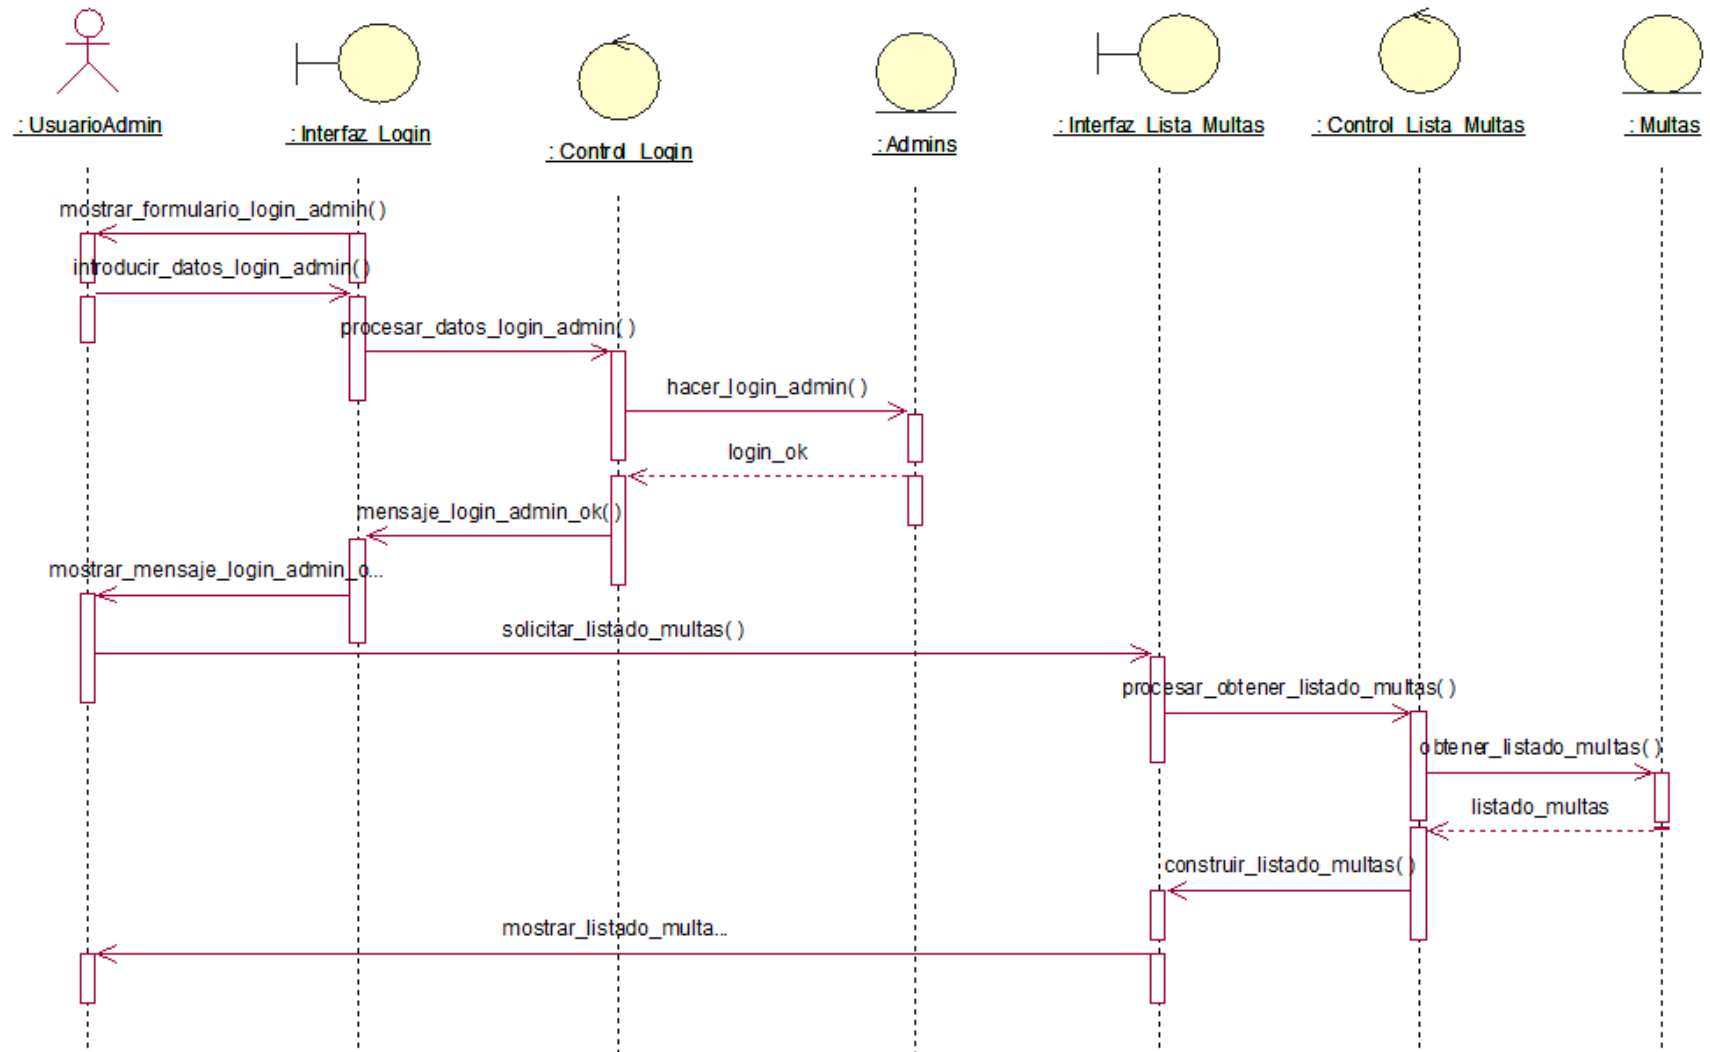 : UsuarioAdmin
: Interfaz_Login
: Control_Login
: Admins
: Interfaz_Lista_Multas
: Control_Lista_Multas
: Multas
mostrar_formulario_login_admin( )
introducir_datos_login_admin( )
procesar_datos_login_admin( )
hacer_login_admin( )
login_ok
mensaje_login_admin_ok( )
mostrar_mensaje_login_admin_o...
solicitar_listado_multas( )
procesar_obtener_listado_multas( )
obtener_listado_multas( )
listado_multas
construir_listado_multas( )
mostrar_listado_multa...